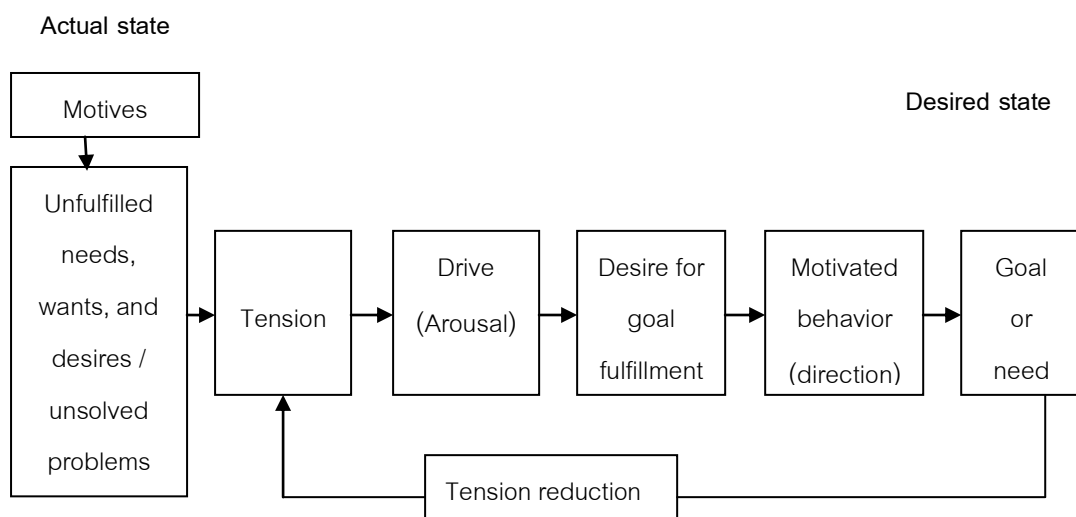 Actual state
Motives
Desired state
Unfulfilled
needs,
wants, and
desires /
unsolved
problems
Tension
Drive
(Arousal)
Desire for
goal
fulfillment
Motivated
behavior
(direction)
Goal
or
need
Tension reduction